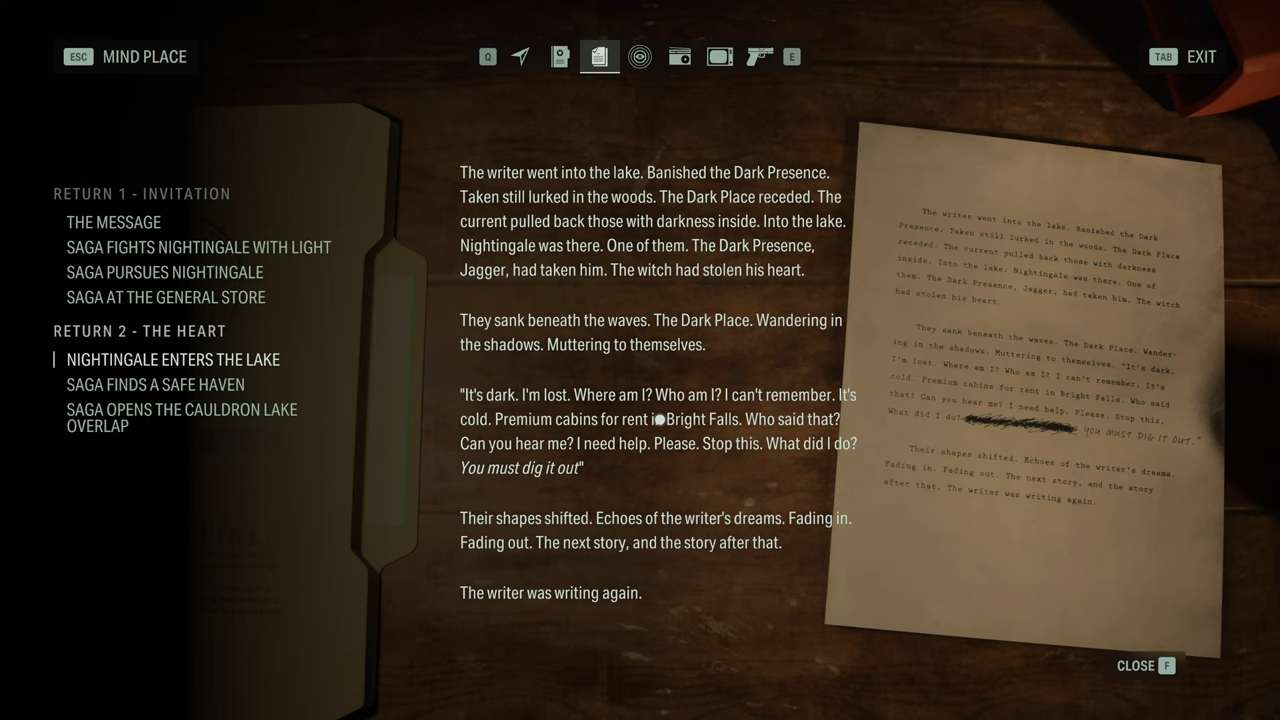 ESC MIND PLACE
Q
E
TAB EXIT
RETURN 1 - INVITATION
THE MESSAGE
SAGA FIGHTS NIGHTINGALE WITH LIGHT
SAGA PURSUES NIGHTINGALE
SAGA AT THE GENERAL STORE
RETURN 2 - THE HEART
NIGHTINGALE ENTERS THE LAKE
SAGA FINDS A SAFE HAVEN
SAGA OPENS THE CAULDRON LAKE
OVERLAP
The writer went into the lake. Banished the Dark Presence.
Taken still lurked in the woods. The Dark Place receded. The
current pulled back those with darkness inside. Into the lake.
Nightingale was there. One of them. The Dark Presence,
Jagger, had taken him. The witch had stolen his heart.
They sank beneath the waves. The Dark Place. Wandering in
the shadows. Muttering to themselves.
"It's dark. I'm lost. Where am I? Who am I? I can't remember. It's
cold. Premium cabins for rent in Bright Falls. Who said that?
Can you hear me? I need help. Please. Stop this. What did I do?
You must dig it out"
Their shapes shifted. Echoes of the writer's dreams. Fading in.
Fading out. The next story, and the story after that.
The writer was writing again.
The writer went into the lake. Banished the Dark
Presence. Taken still lurked in the woods. The Dark Place
receded. The current pulled back those with darkness
inside. Into the lake. Nightingale was there. One of
them. The Dark Presence, Jagger, had taken him. The witch
had stolen his heart.
They sank beneath the waves. The Dark Place. Wander-
ing in the shadows. Muttering to themselves. "It's dark.
I'm lost. Where am I? Who am I? I can't remember. It's
cold. Premium cabins for rent in Bright Falls. Who said
that? Can you hear me? I need help. Please. Stop this.
What did I do? YOU MUST DIG IT OUT."
Their shapes shifted. Echoes of the writer's dreams.
Fading in. Fading out. The next story, and the story
after that. The writer was writing again.
CLOSE F